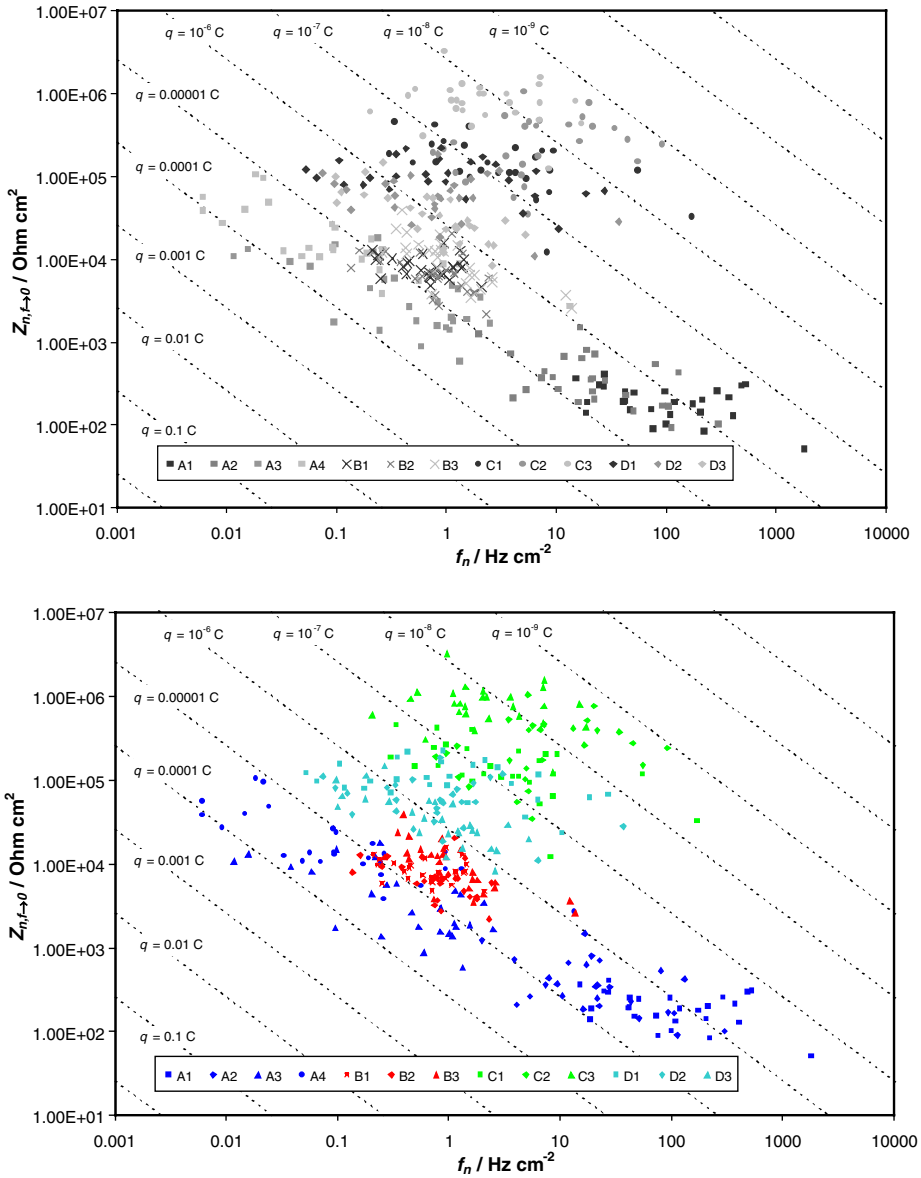 1.00E+07
q = 10⁻⁶ C q = 10⁻⁷ C q = 10⁻⁸ C q = 10⁻⁹ C
1.00E+06
q = 0.00001 C
1.00E+05
q = 0.0001 C
1.00E+04
q = 0.001 C
1.00E+03
q = 0.01 C
1.00E+02
q = 0.1 C
1.00E+01
Zn,f→0 / Ohm cm²
A1 A2 A3 A4 B1 B2 B3 C1 C2 C3 D1 D2 D3
0.001 0.01 0.1 1 10 100 1000 10000
fn / Hz cm⁻²
1.00E+07
q = 10⁻⁶ C q = 10⁻⁷ C q = 10⁻⁸ C q = 10⁻⁹ C
1.00E+06
q = 0.00001 C
1.00E+05
q = 0.0001 C
1.00E+04
q = 0.001 C
1.00E+03
q = 0.01 C
1.00E+02
q = 0.1 C
1.00E+01
Zn,f→0 / Ohm cm²
A1 A2 A3 A4 B1 B2 B3 C1 C2 C3 D1 D2 D3
0.001 0.01 0.1 1 10 100 1000 10000
fn / Hz cm⁻²